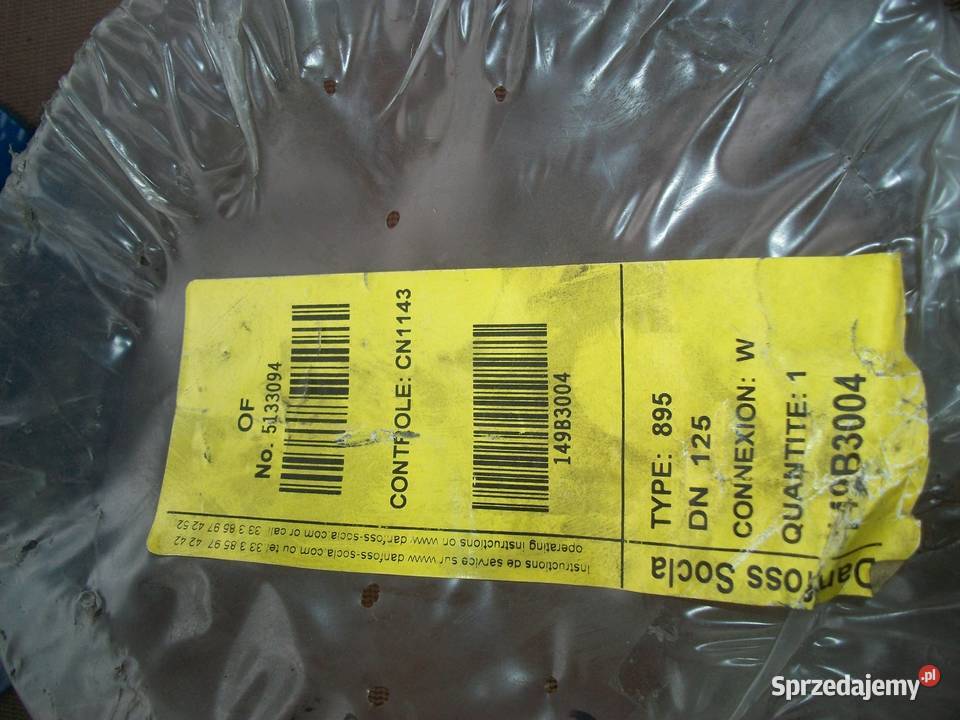 Danfoss Socla
149B3004
QUANTITE: 1
CONNEXION: W
DN 125
TYPE: 895
149B3004
CONTROLE: CN1143
OF
No. 5133094
Instructions de service sur www.danfoss-socla.com ou tel 33 3 85 97 42 42
operating instructions on www.danfoss-socla.com or call 33 3 85 97 42 52
Sprzedajemy.pl